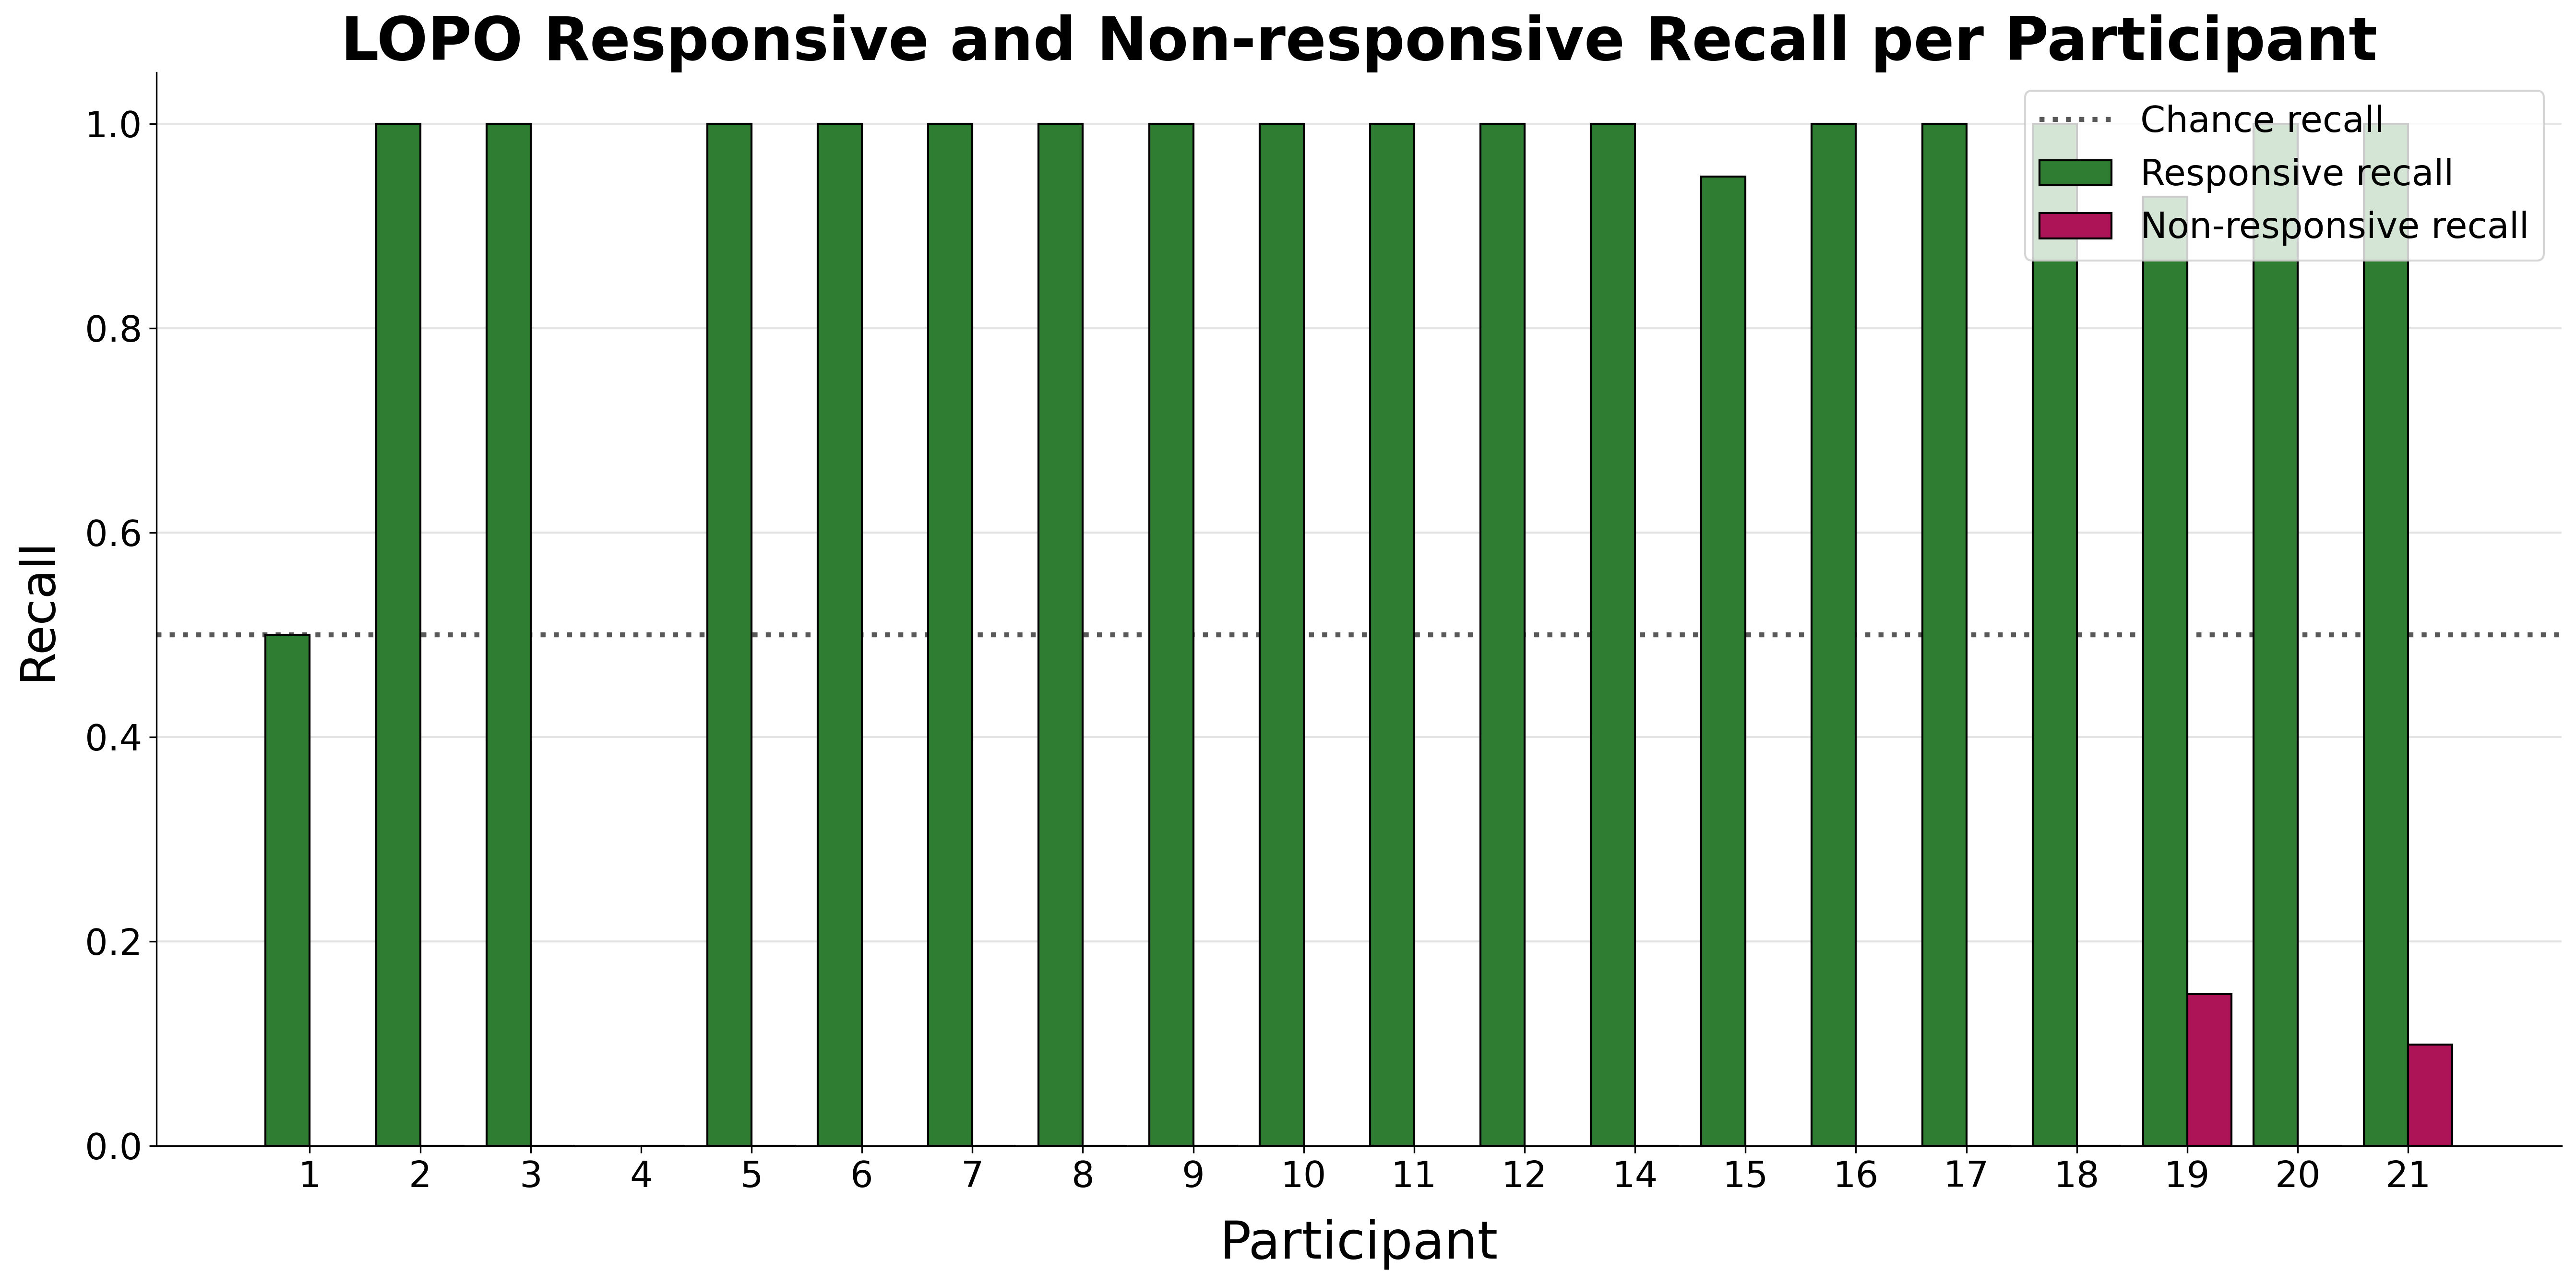 LOPO Responsive and Non-responsive Recall per Participant
Chance recall
Responsive recall
Non-responsive recall
Recall
1.0
0.8
0.6
0.4
0.2
0.0
1 2 3 4 5 6 7 8 9 10 11 12 14 15 16 17 18 19 20 21
Participant